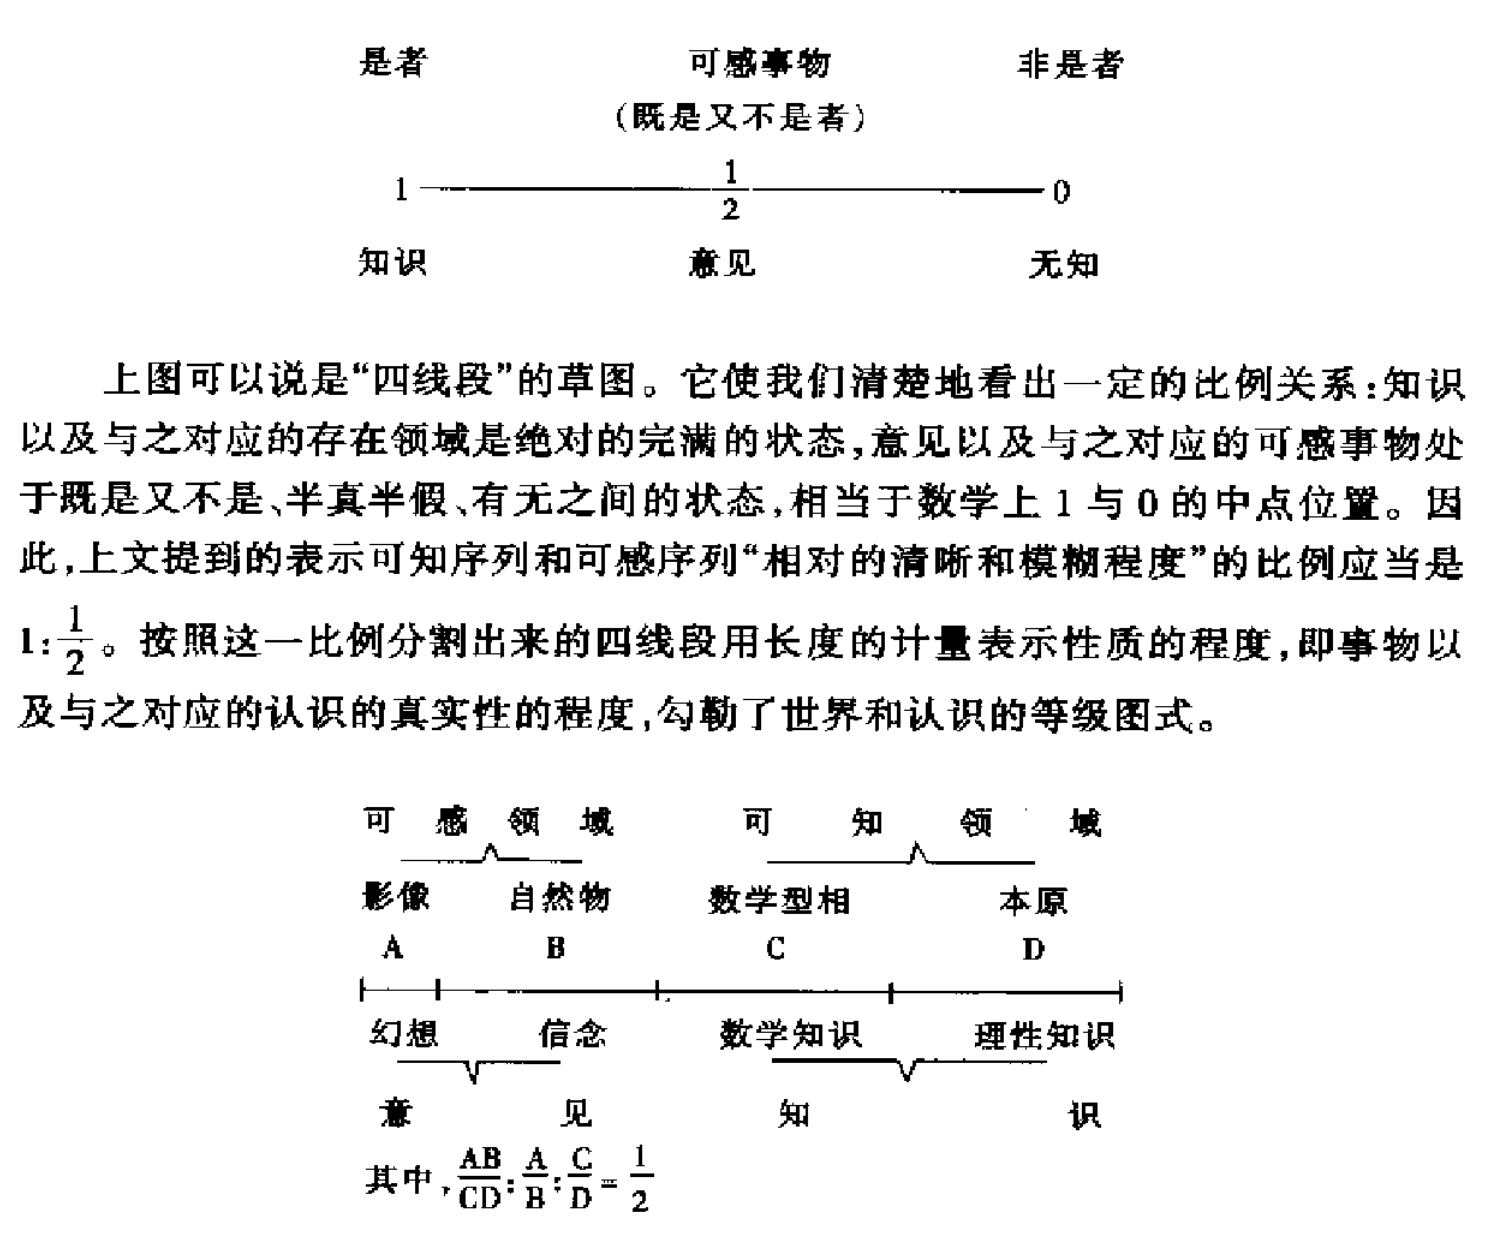 是者 可感事物 非是者
(既是又不是者)
1 1/2 0
知识 意见 无知
上图可以说是“四线段”的草图。它使我们清楚地看出一定的比例关系:知识
以及与之对应的存在领域是绝对的完满的状态,意见以及与之对应的可感事物处
于既是又不是、半真半假、有无之间的状态,相当于数学上 1 与 0 的中点位置。因
此,上文提到的表示可知序列和可感序列“相对的清晰和模糊程度”的比例应当是
1:1/2。按照这一比例分割出来的四线段用长度的计量表示性质的程度,即事物以
及与之对应的认识的真实性的程度,勾勒了世界和认识的等级图式。
可感领域 可知领域
影像 自然物 数学型相 本原
A B C D
幻想 信念 数学知识 理性知识
意见 知识
其中,AB/CD:A/B:C/D=1/2